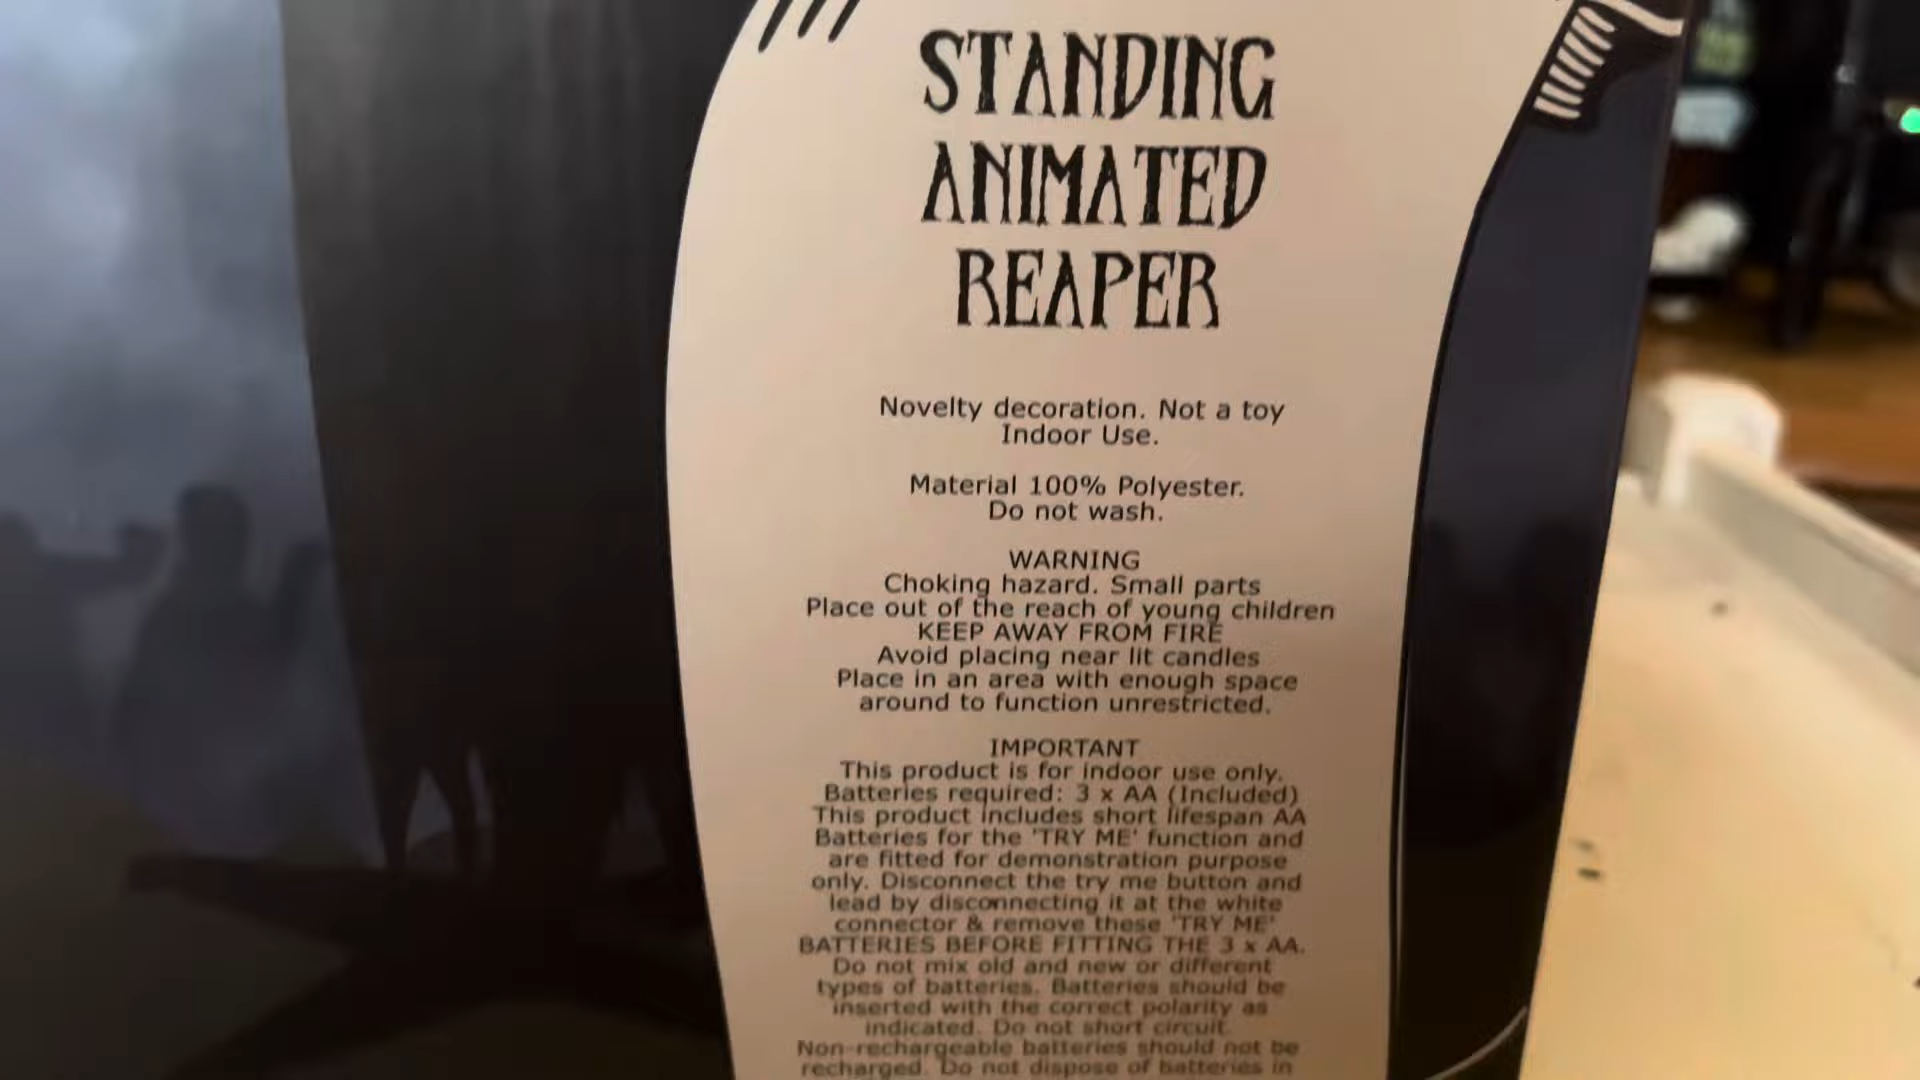 STANDING
ANIMATED
REAPER
Novelty decoration. Not a toy
Indoor Use.
Material 100% Polyester.
Do not wash.
WARNING
Choking hazard. Small parts
Place out of the reach of young children
KEEP AWAY FROM FIRE
Avoid placing near lit candles
Place in an area with enough space
around to function unrestricted.
IMPORTANT
This product is for indoor use only.
Batteries required: 3 x AA (Included)
This product includes short lifespan AA
Batteries for the 'TRY ME' function and
are fitted for demonstration purpose
only. Disconnect the try me button and
lead by disconnecting it at the white
connector & remove these 'TRY ME'
BATTERIES BEFORE FITTING THE 3 x AA.
Do not mix old and new or different
types of batteries. Batteries should be
inserted with the correct polarity as
indicated. Do not short circuit.
Non-rechargeable batteries should not be
recharged. Do not dispose of batteries in